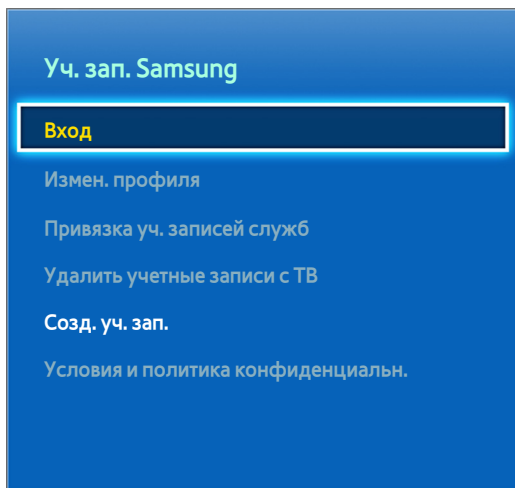 Уч. зап. Samsung
Вход
Измен. профиля
Привязка уч. записей служб
Удалить учетные записи с ТВ
Созд. уч. зап.
Условия и политика конфиденциальн.